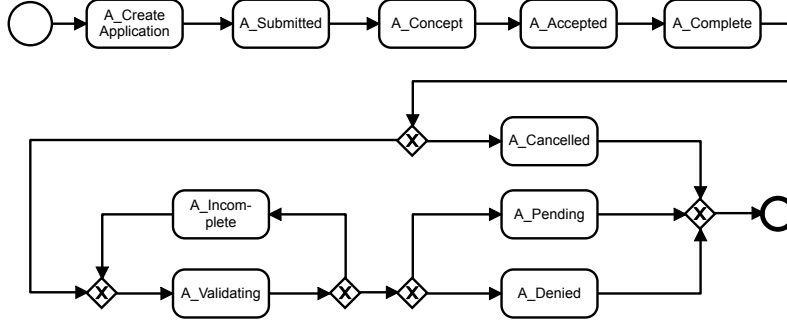 A_Create
Application
A_Submitted
A_Concept
A_Accepted
A_Complete
X
A_Cancelled
A_Incom-
plete
A_Pending
X
X
A_Validating
X
X
A_Denied